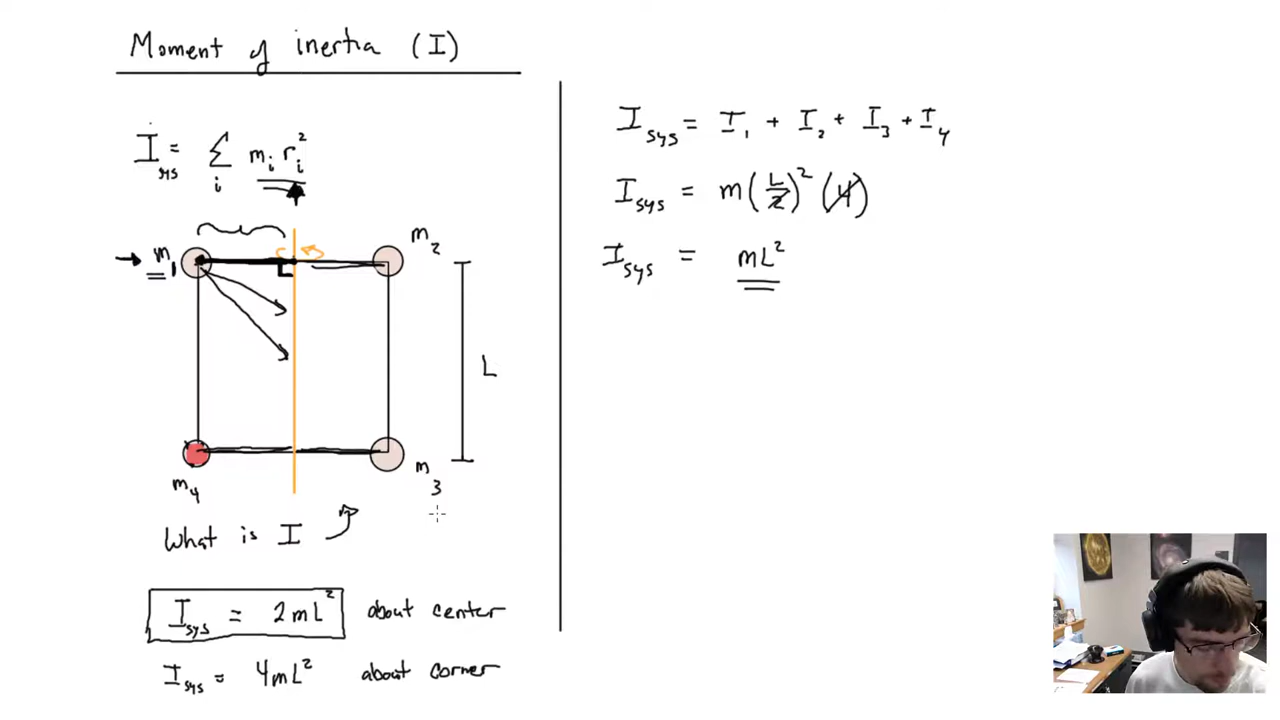 Moment of inertia (I)
I_sys = Σ_i m_i r_i²
m_1
m_2
L
m_4
m_3
What is I
I_sys = 2mL² about center
I_sys = 4mL² about corner
I_sys = I_1 + I_2 + I_3 + I_4
I_sys = m(L/2)² (4)
I_sys = mL²